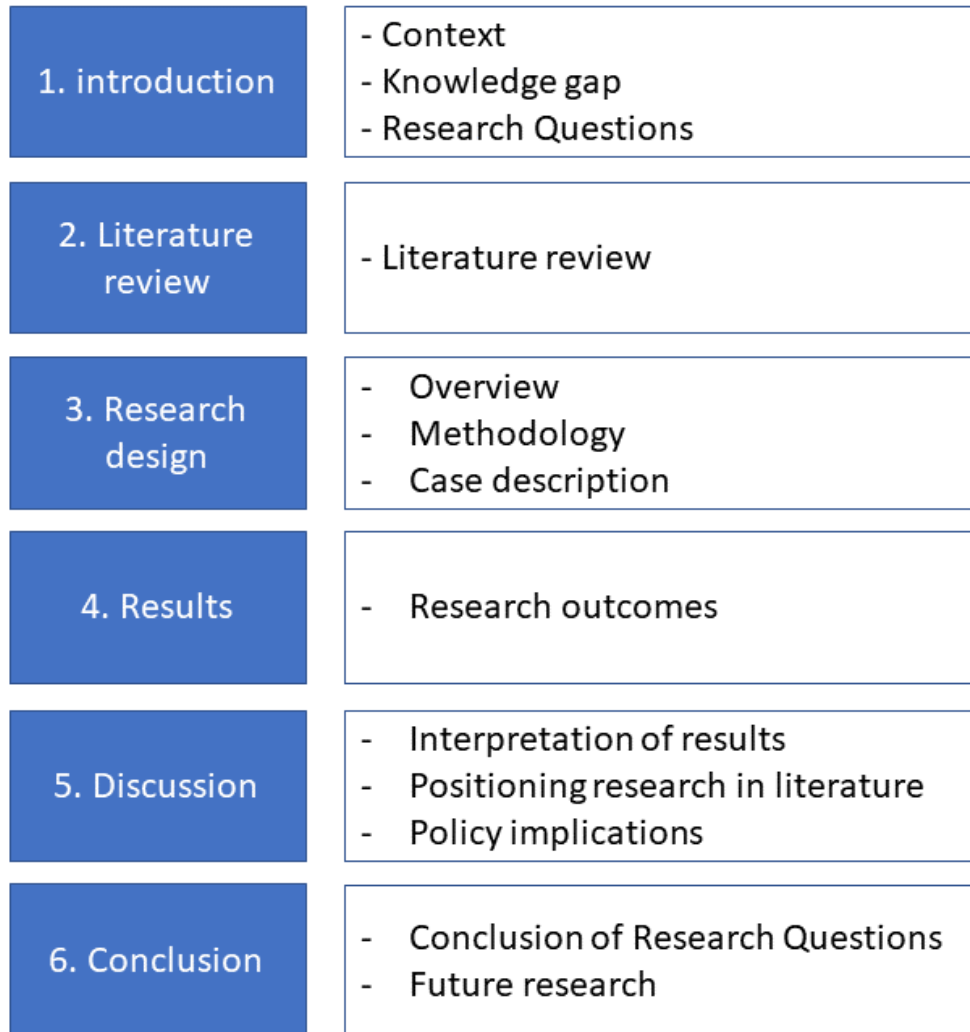 1. introduction
- Context
- Knowledge gap
- Research Questions
2. Literature
review
- Literature review
3. Research
design
- Overview
- Methodology
- Case description
4. Results
- Research outcomes
5. Discussion
- Interpretation of results
- Positioning research in literature
- Policy implications
6. Conclusion
- Conclusion of Research Questions
- Future research